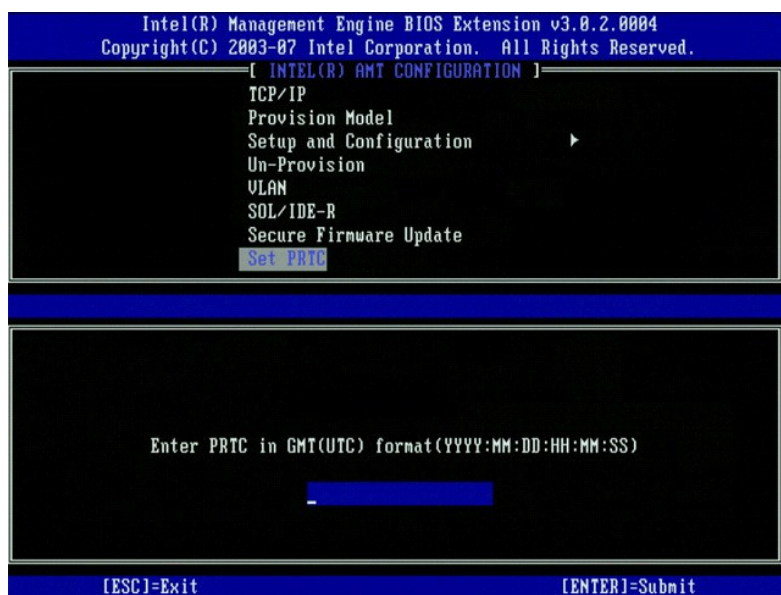 Intel(R) Management Engine BIOS Extension v3.0.2.0004
Copyright(C) 2003-07 Intel Corporation. All Rights Reserved.
[ INTEL(R) AMT CONFIGURATION ]
TCP/IP
Provision Model
Setup and Configuration
Un-Provision
VLAN
SOL/IDE-R
Secure Firmware Update
Set PRTC
Enter PRTC in GMT(UTC) format(YYYY:MM:DD:HH:MM:SS)
[ESC]=Exit [ENTER]=Submit